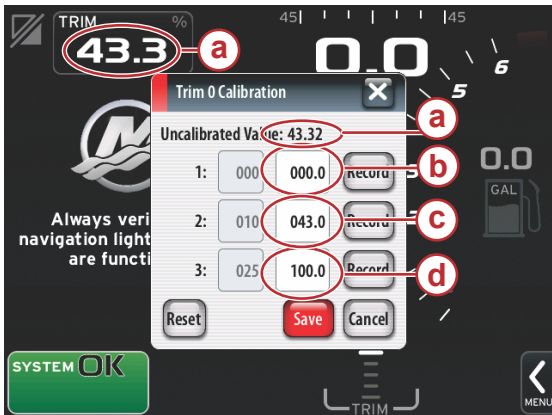 TRIM %
43.3
a
45 45
0.0
6
5
Trim 0 Calibration
X
a
Uncalibrated Value: 43.32
1: 000 000.0 Record
b
2: 010 043.0 Record
c
3: 025 100.0 Record
d
Reset Save Cancel
0.0
GAL
Always veri
navigation light
are functi
SYSTEM OK
TRIM
MENU